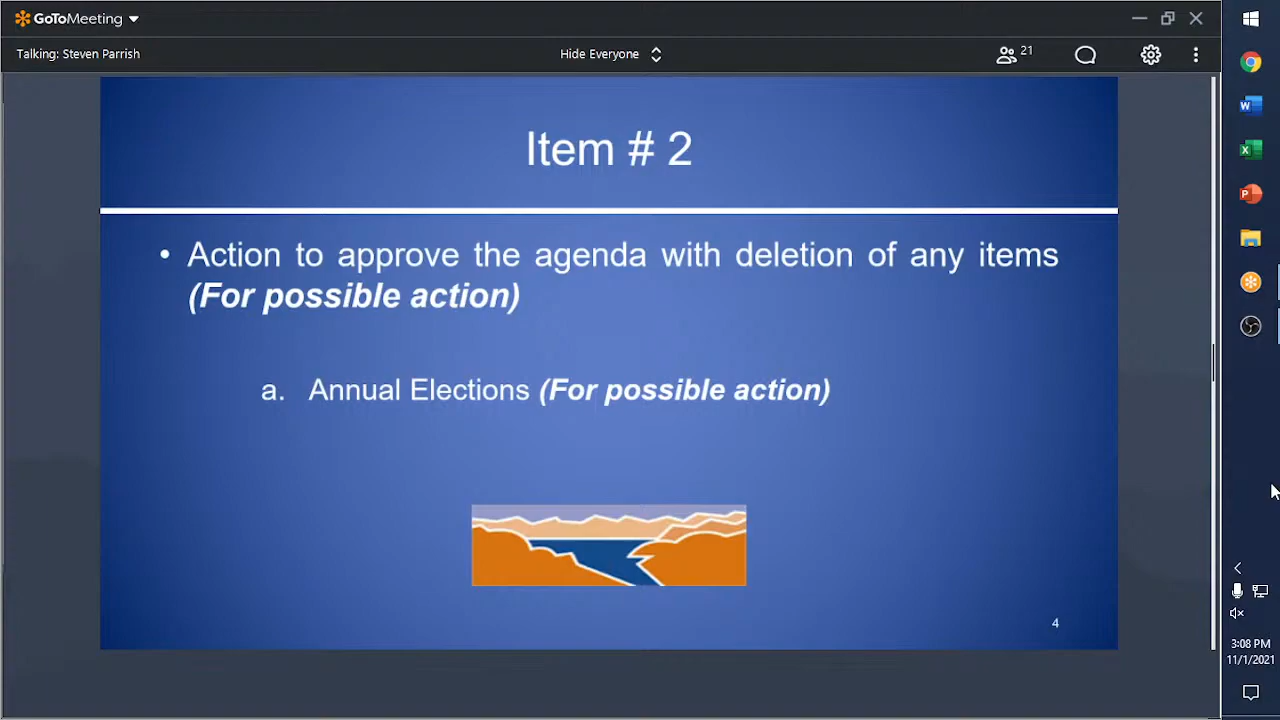 GoToMeeting
Talking: Steven Parrish
Hide Everyone
21
Item # 2
• Action to approve the agenda with deletion of any items
(For possible action)
a. Annual Elections (For possible action)
4
W
X
P
3:08 PM
11/1/2021